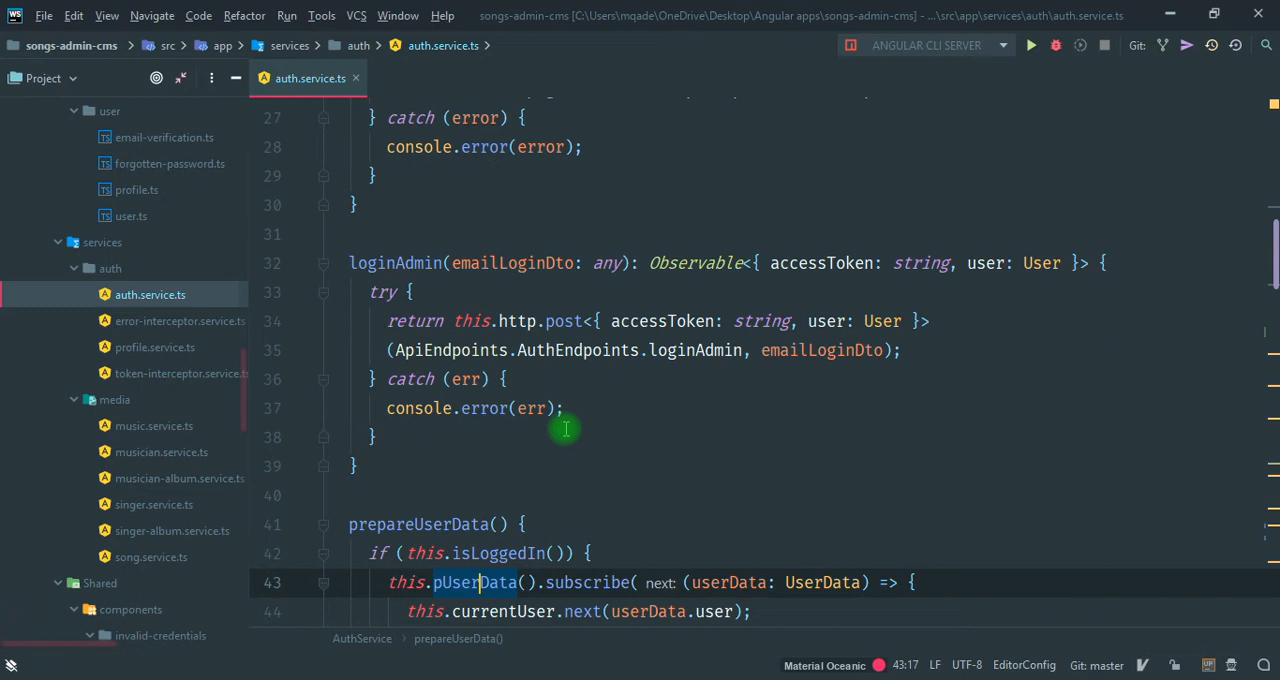 File Edit View Navigate Code Refactor Run Tools VCS Window Help songs-admin-cms [C:\Users\mqade\OneDrive\Desktop\Angular apps\songs-admin-cms] - ...\src\app\services\auth\auth.service.ts
songs-admin-cms src app services auth auth.service.ts ANGULAR CLI SERVER Git:
Project auth.service.ts
user
email-verification.ts
forgotten-password.ts
profile.ts
user.ts
services
auth
auth.service.ts
error-interceptor.service.ts
profile.service.ts
token-interceptor.service.ts
media
music.service.ts
musician.service.ts
musician-album.service.ts
singer.service.ts
singer-album.service.ts
song.service.ts
Shared
components
invalid-credentials
27 } catch (error) {
28 console.error(error);
29 }
30 }
31
32 loginAdmin(emailLoginDto: any): Observable<{ accessToken: string, user: User }> {
33 try {
34 return this.http.post<{ accessToken: string, user: User }>
35 (ApiEndpoints.AuthEndpoints.loginAdmin, emailLoginDto);
36 } catch (err) {
37 console.error(err);
38 }
39 }
40
41 prepareUserData() {
42 if (this.isLoggedIn()) {
43 this.pUserData().subscribe( next: (userData: UserData) => {
44 this.currentUser.next(userData.user);
AuthService prepareUserData()
Material Oceanic 43:17 LF UTF-8 EditorConfig Git: master